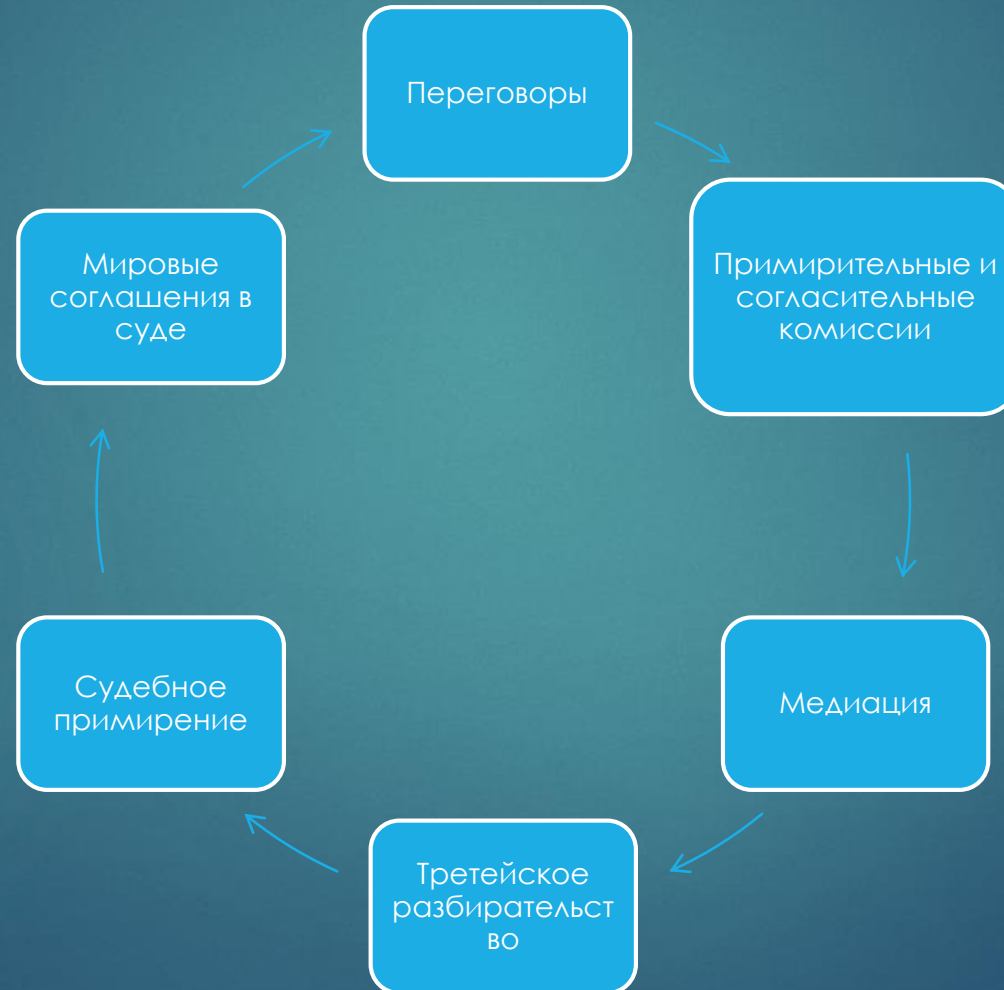 Переговоры
Примирительные и
согласительные
комиссии
Медиация
Третейское
разбирательст
во
Судебное
примирение
Мировые
соглашения в
суде